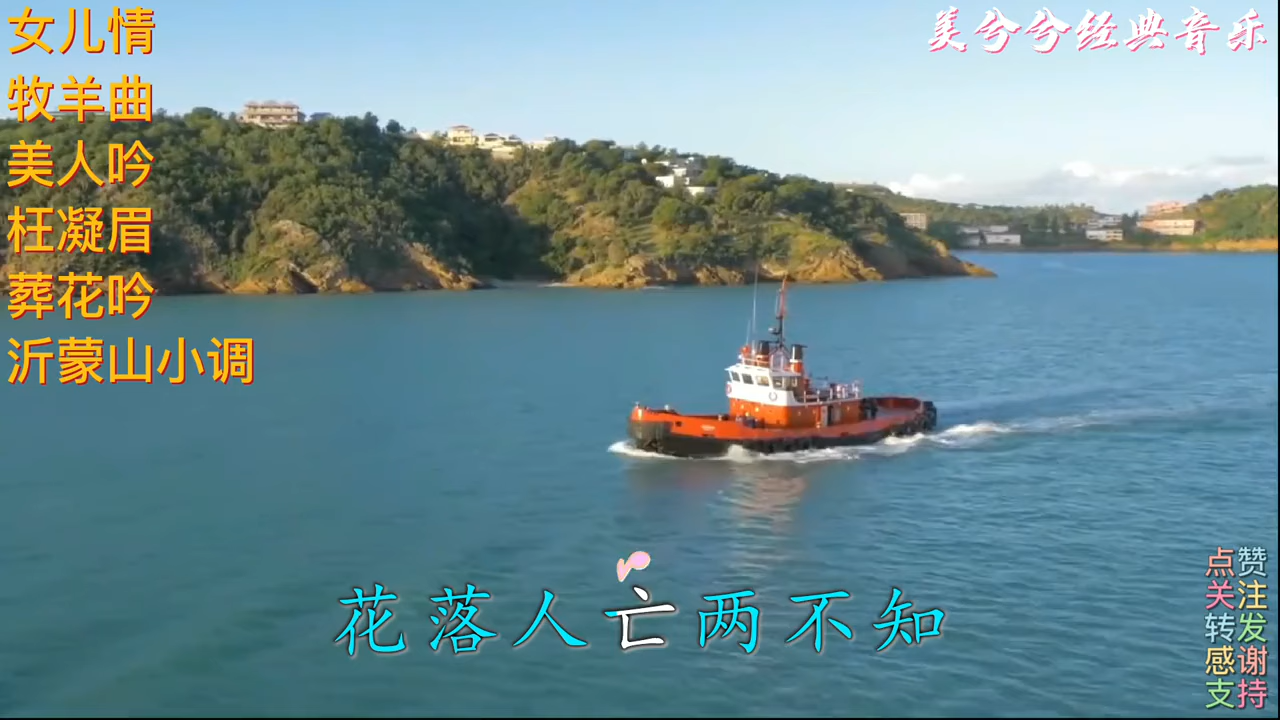 女儿情
牧羊曲
美人吟
枉凝眉
葬花吟
沂蒙山小调
美兮兮经典音乐
花落人亡两不知
点赞
关注
转发
感谢
支持